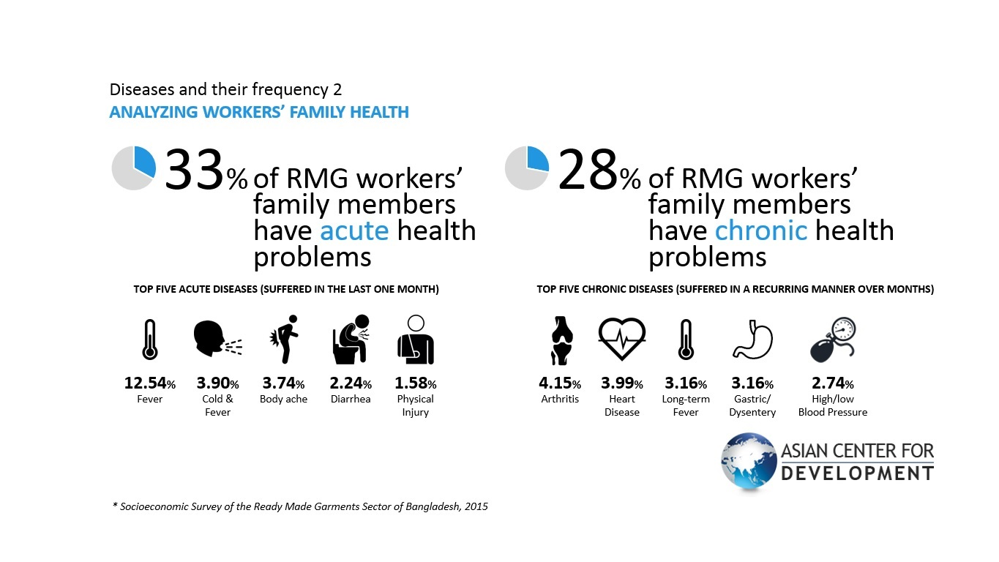 Diseases and their frequency 2
ANALYZING WORKERS’ FAMILY HEALTH
33% of RMG workers’
family members
have acute health
problems
TOP FIVE ACUTE DISEASES (SUFFERED IN THE LAST ONE MONTH)
12.54%
Fever
3.90%
Cold &
Fever
3.74%
Body ache
2.24%
Diarrhea
1.58%
Physical
Injury
28% of RMG workers’
family members
have chronic health
problems
TOP FIVE CHRONIC DISEASES (SUFFERED IN A RECURRING MANNER OVER MONTHS)
4.15%
Arthritis
3.99%
Heart
Disease
3.16%
Long-term
Fever
3.16%
Gastric/
Dysentery
2.74%
High/low
Blood Pressure
ASIAN CENTER FOR
DEVELOPMENT
* Socioeconomic Survey of the Ready Made Garments Sector of Bangladesh, 2015